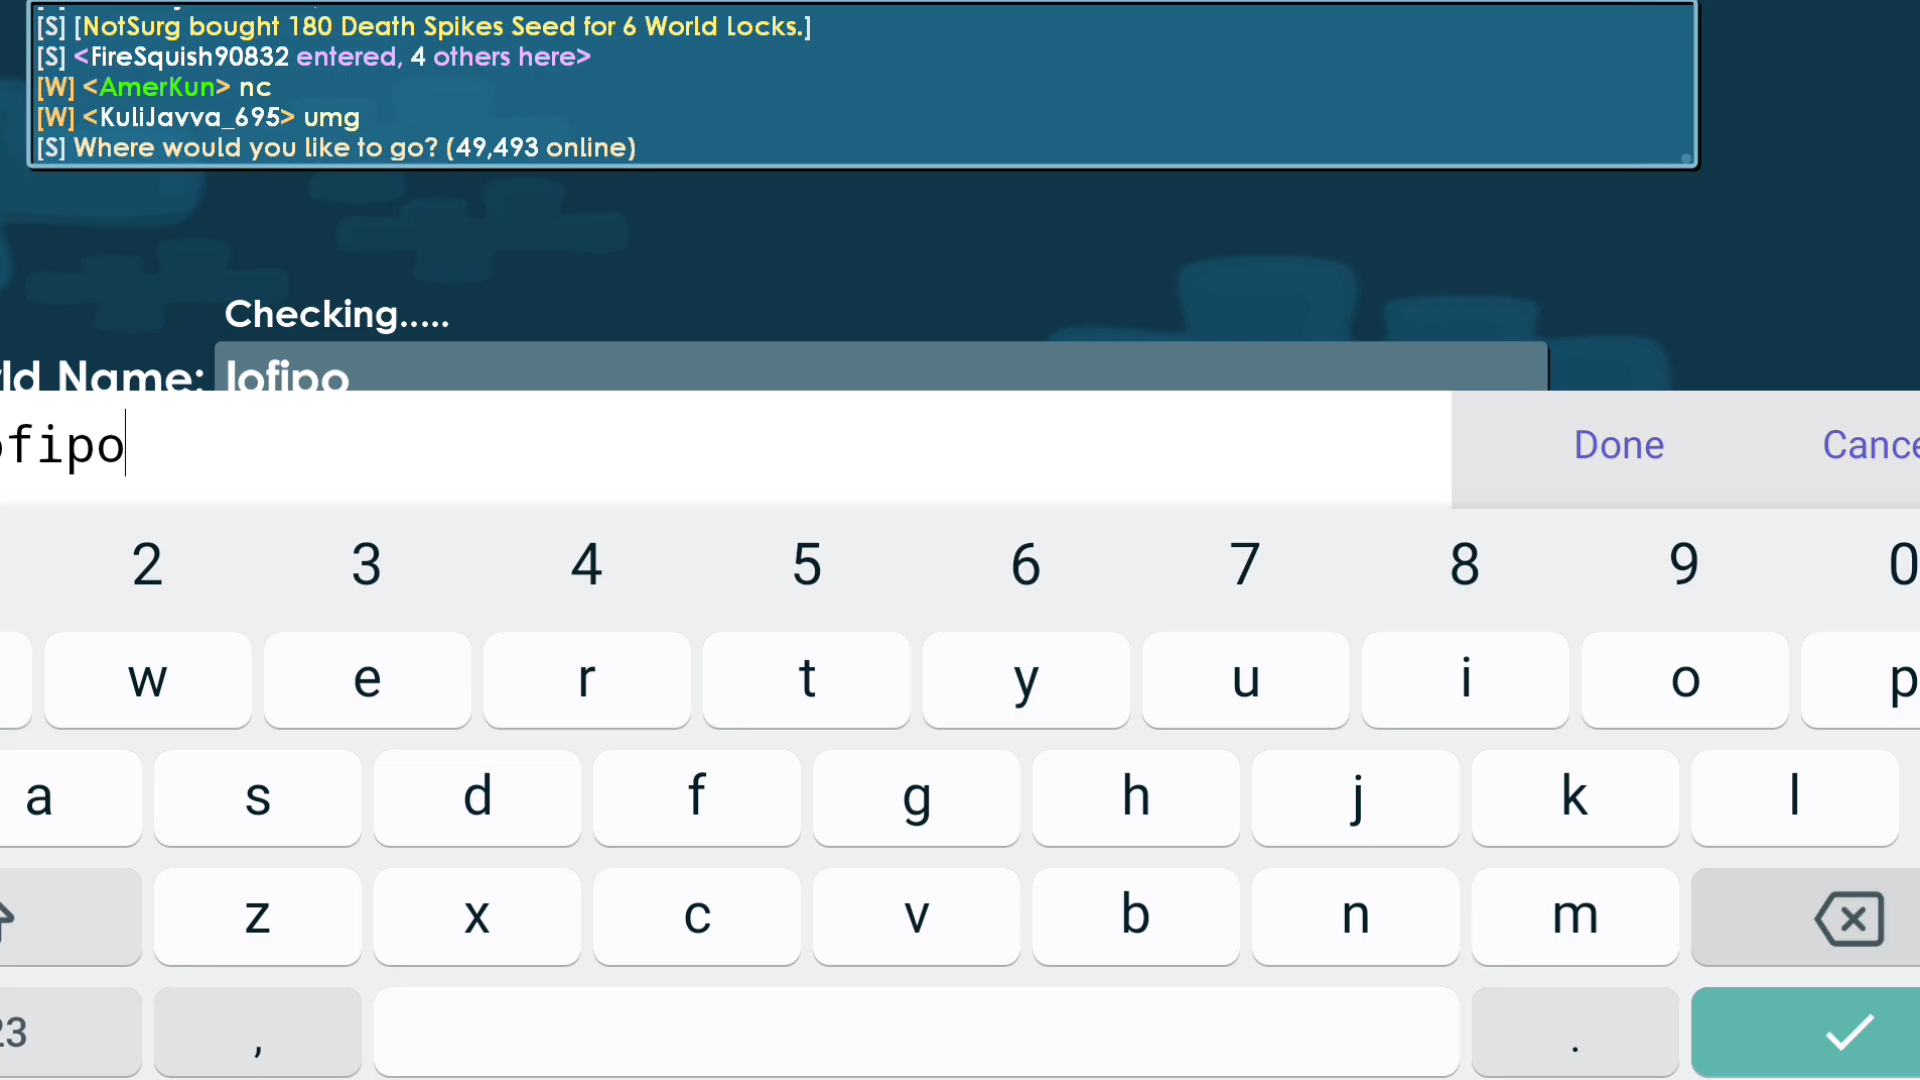 [S] [NotSurg bought 180 Death Spikes Seed for 6 World Locks.]
[S] <FireSquish90832 entered, 4 others here>
[W] <AmerKun> nc
[W] <KuliJavva_695> umg
[S] Where would you like to go? (49,493 online)
Checking.....
ld Name: lofipo
ofipo
Done Cance
2 3 4 5 6 7 8 9 0
w e r t y u i o p
a s d f g h j k l
z x c v b n m
23 , .